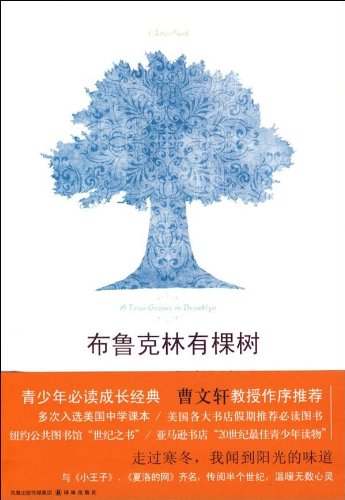 Betty Smith
A Tree Grows in Brooklyn
布鲁克林有棵树
青少年必读成长经典 曹文轩教授作序推荐
多次入选美国中学课本 / 美国各大书店假期推荐必读图书
纽约公共图书馆“世纪之书” / 亚马逊书店“20世纪最佳青少年读物”
走过寒冬，我闻到阳光的味道
与《小王子》、《夏洛的网》齐名，传阅半个世纪，温暖无数心灵
凤凰出版传媒集团 译林出版社